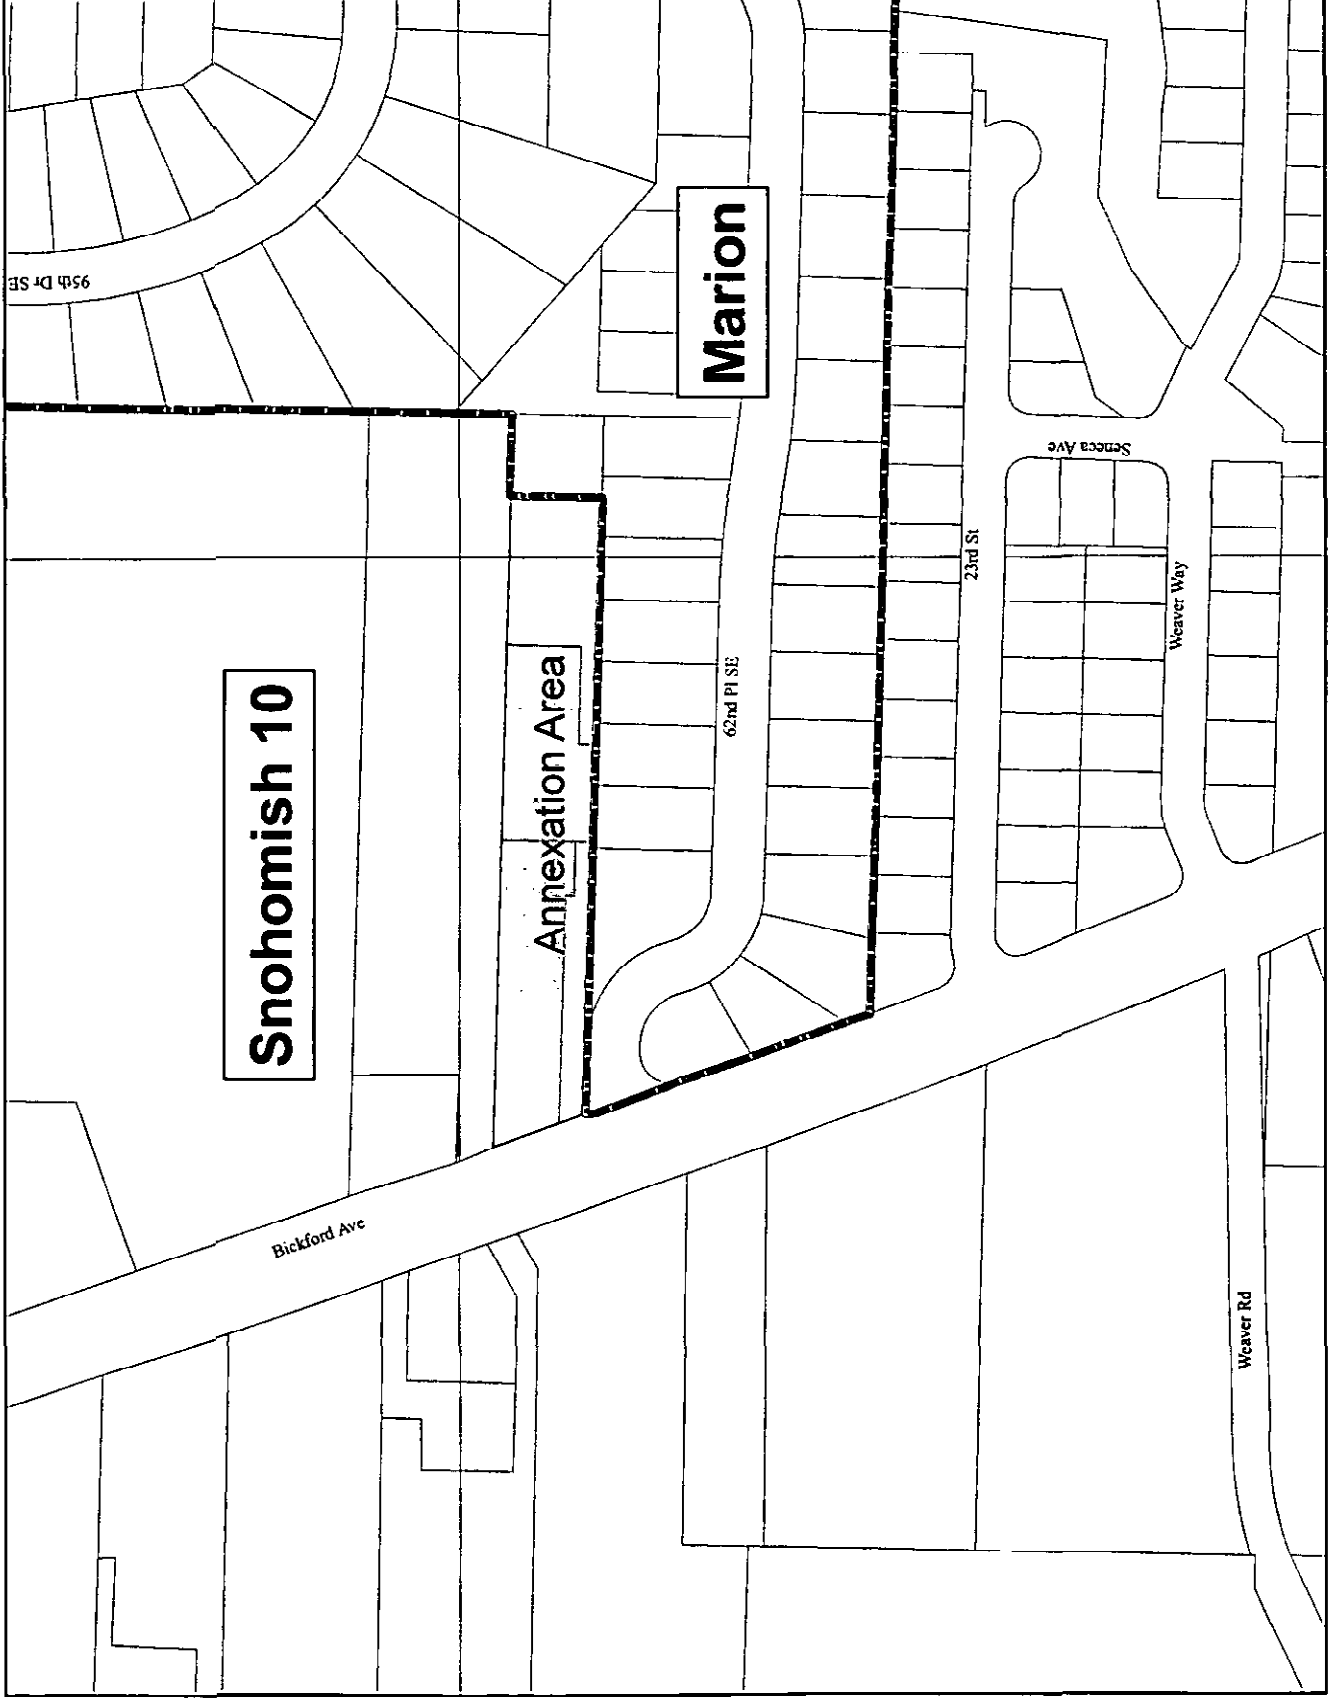 95th Dr SE
Marion
Seneca Ave
23rd St
Weaver Way
Snohomish 10
Annexation Area
62nd Pl SE
Bickford Ave
Weaver Rd